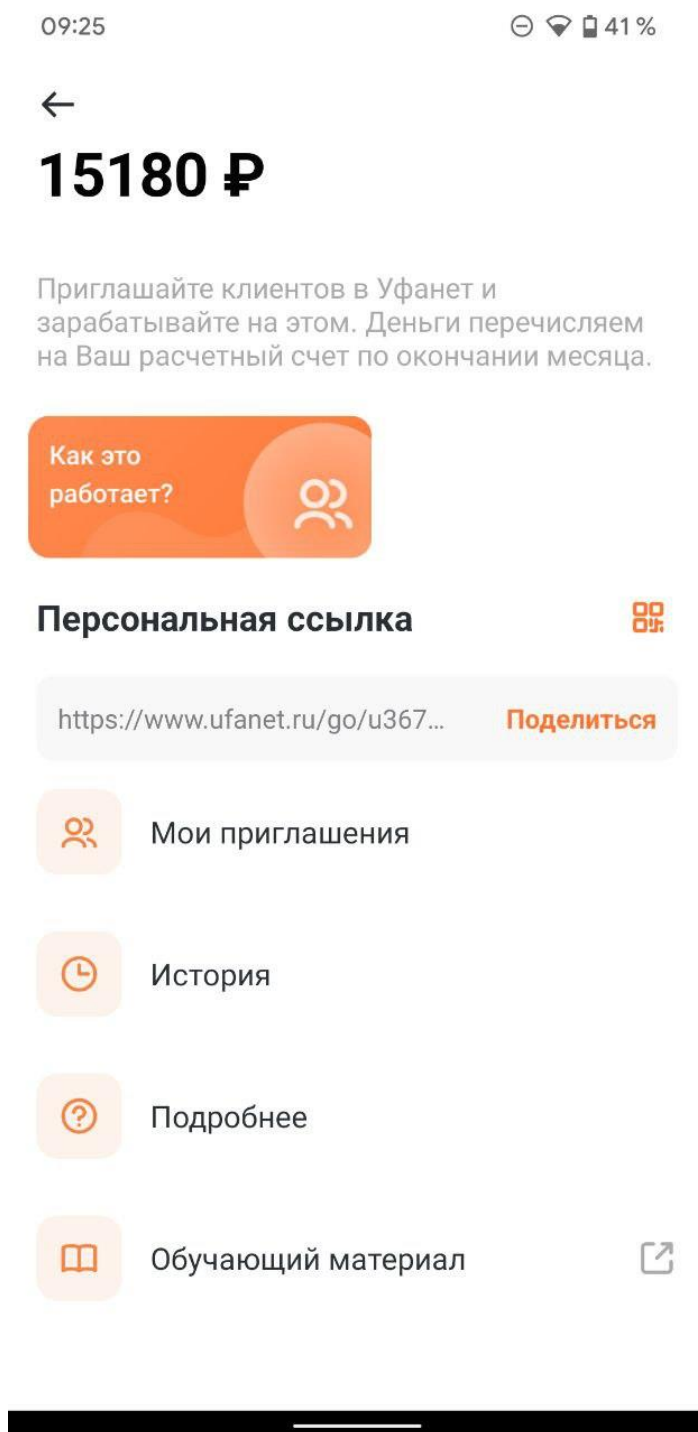 09:25
41 %
15180 ₽
Приглашайте клиентов в Уфанет и
зарабатывайте на этом. Деньги перечисляем
на Ваш расчетный счет по окончании месяца.
Как это
работает?
Персональная ссылка
https://www.ufanet.ru/go/u367… Поделиться
Мои приглашения
История
Подробнее
Обучающий материал